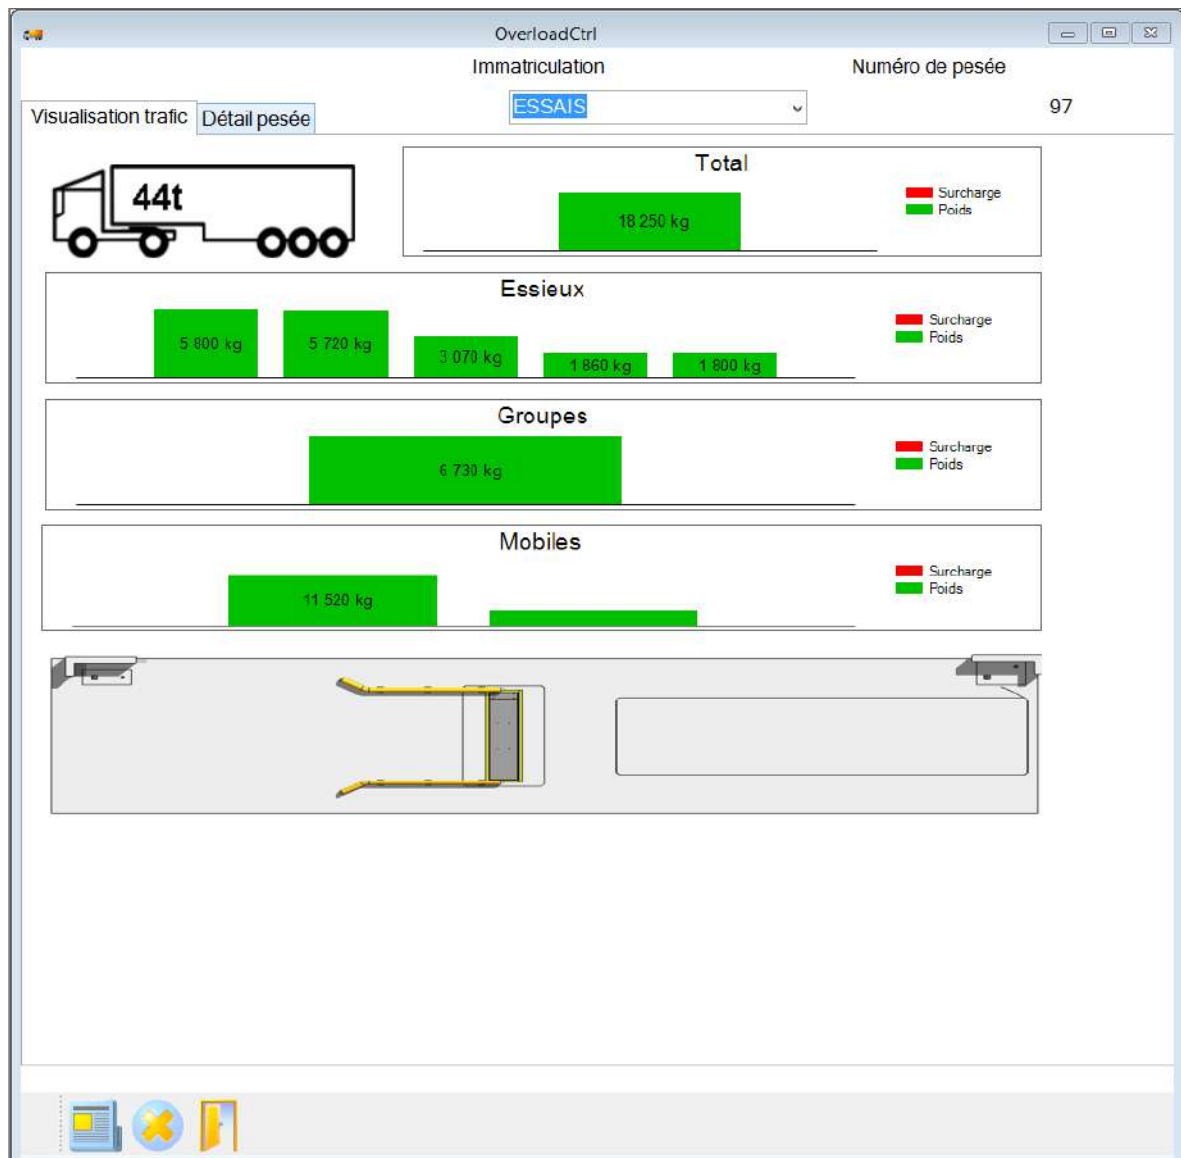 OverloadCtrl
Immatriculation
Numéro de pesée
Visualisation trafic
Détail pesée
ESSAIS
97
44t
Total
18 250 kg
Surcharge
Poids
Essieux
5 800 kg
5 720 kg
3 070 kg
1 860 kg
1 800 kg
Surcharge
Poids
Groupes
6 730 kg
Surcharge
Poids
Mobiles
11 520 kg
Surcharge
Poids